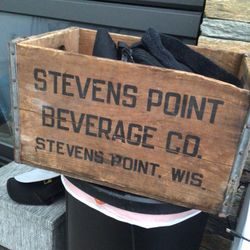 STEVENS POINT
BEVERAGE CO.
STEVENS POINT, WIS.